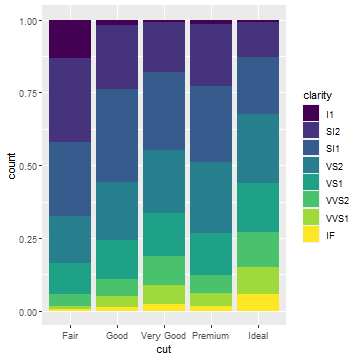 1.00
0.75
0.50
0.25
0.00
count
Fair Good Very Good Premium Ideal
cut
clarity
I1
SI2
SI1
VS2
VS1
VVS2
VVS1
IF